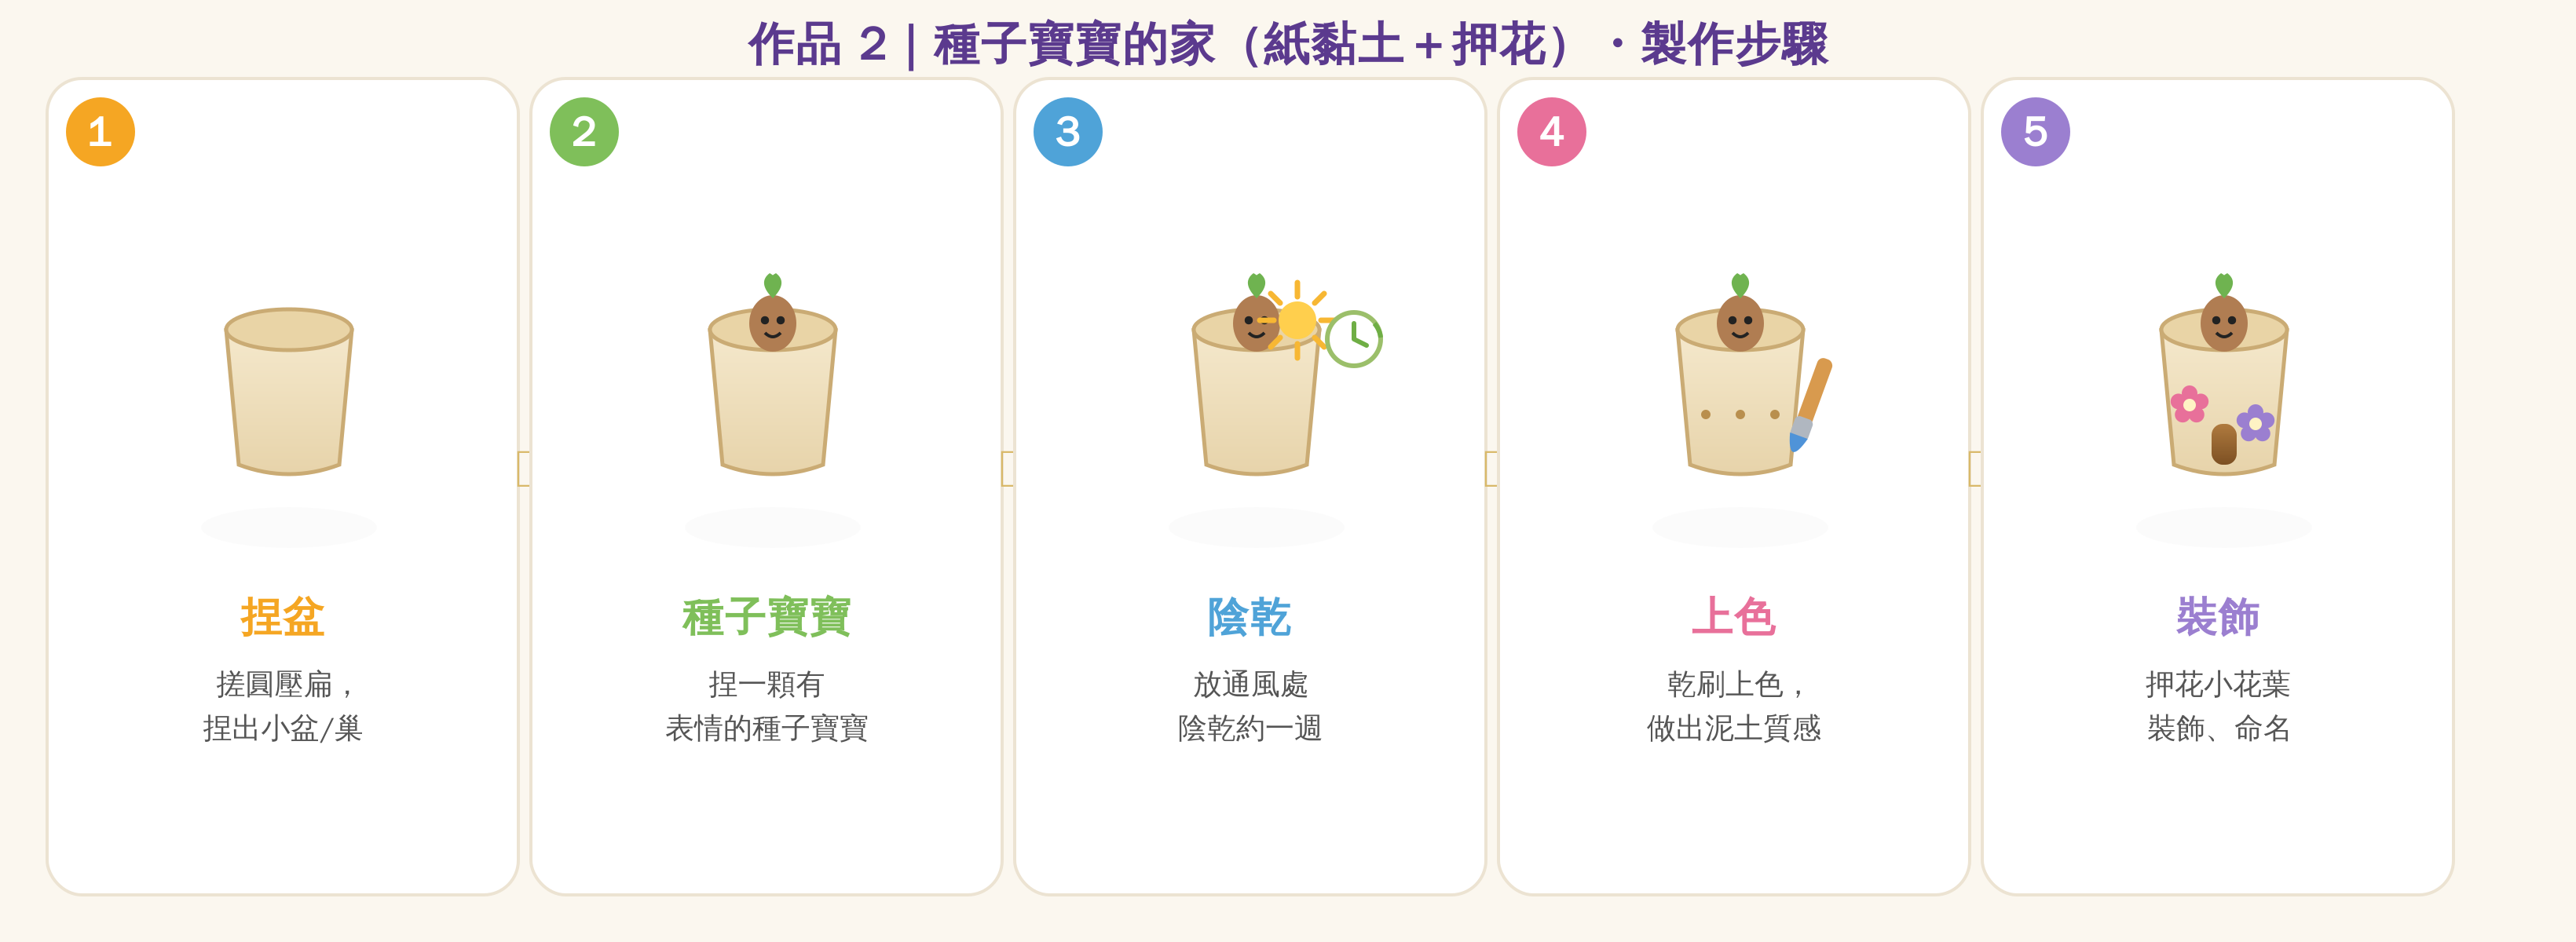 作品 2｜種子寶寶的家（紙黏土＋押花）・製作步驟
1
2
3
4
5
捏盆
搓圓壓扁，
捏出小盆/巢
種子寶寶
捏一顆有
表情的種子寶寶
陰乾
放通風處
陰乾約一週
上色
乾刷上色，
做出泥土質感
裝飾
押花小花葉
裝飾、命名